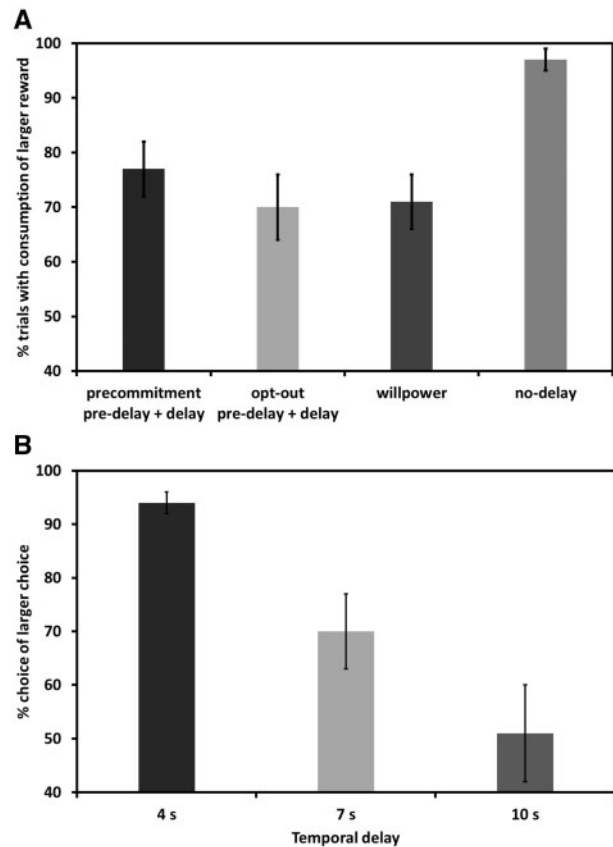 A
% trials with consumption of larger reward
100
90
80
70
60
50
40
precommitment pre-delay + delay
opt-out pre-delay + delay
willpower
no-delay
B
% choice of larger choice
100
90
80
70
60
50
40
4 s
7 s
10 s
Temporal delay